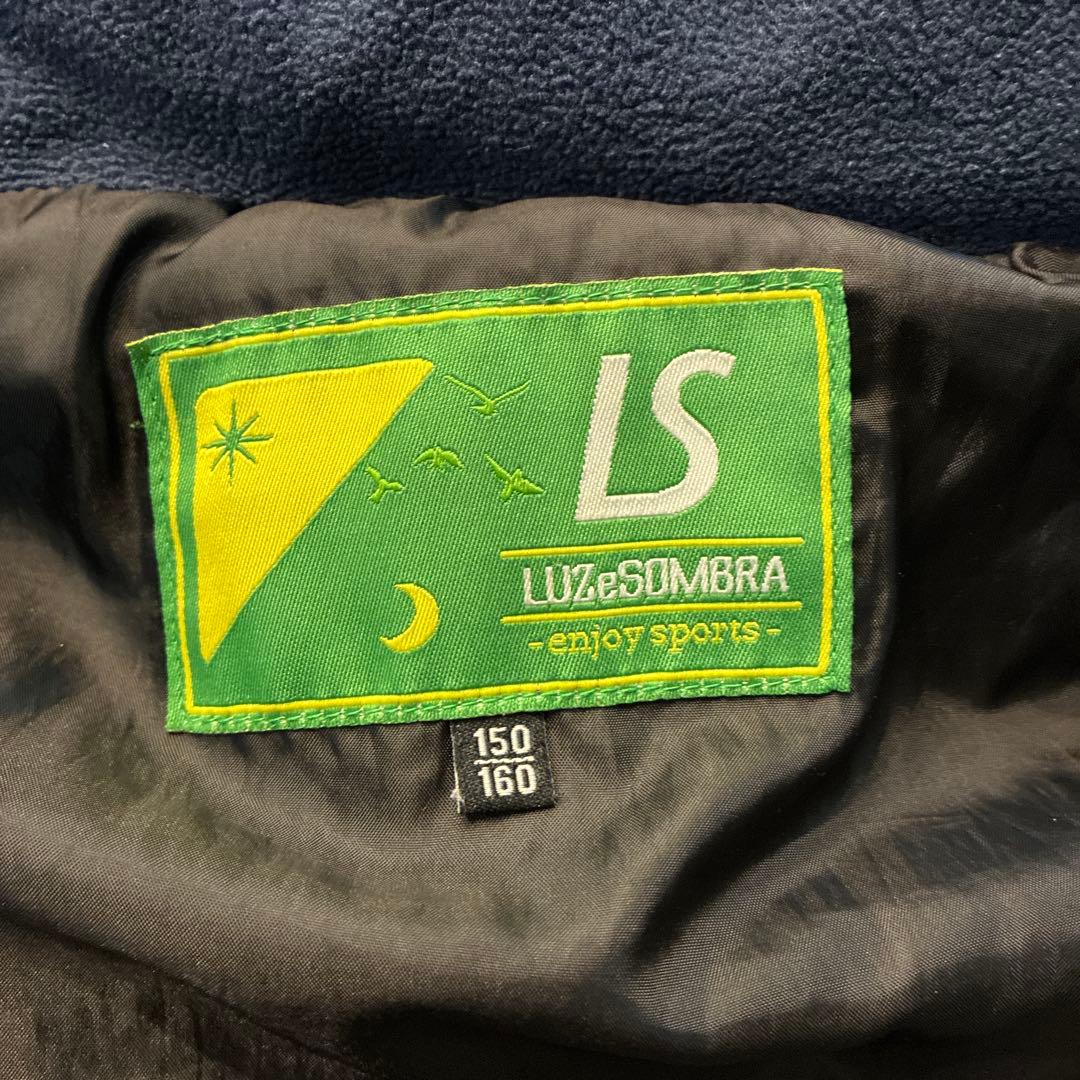 LS
LUZeSOMBRA
-enjoy sports-
150
160